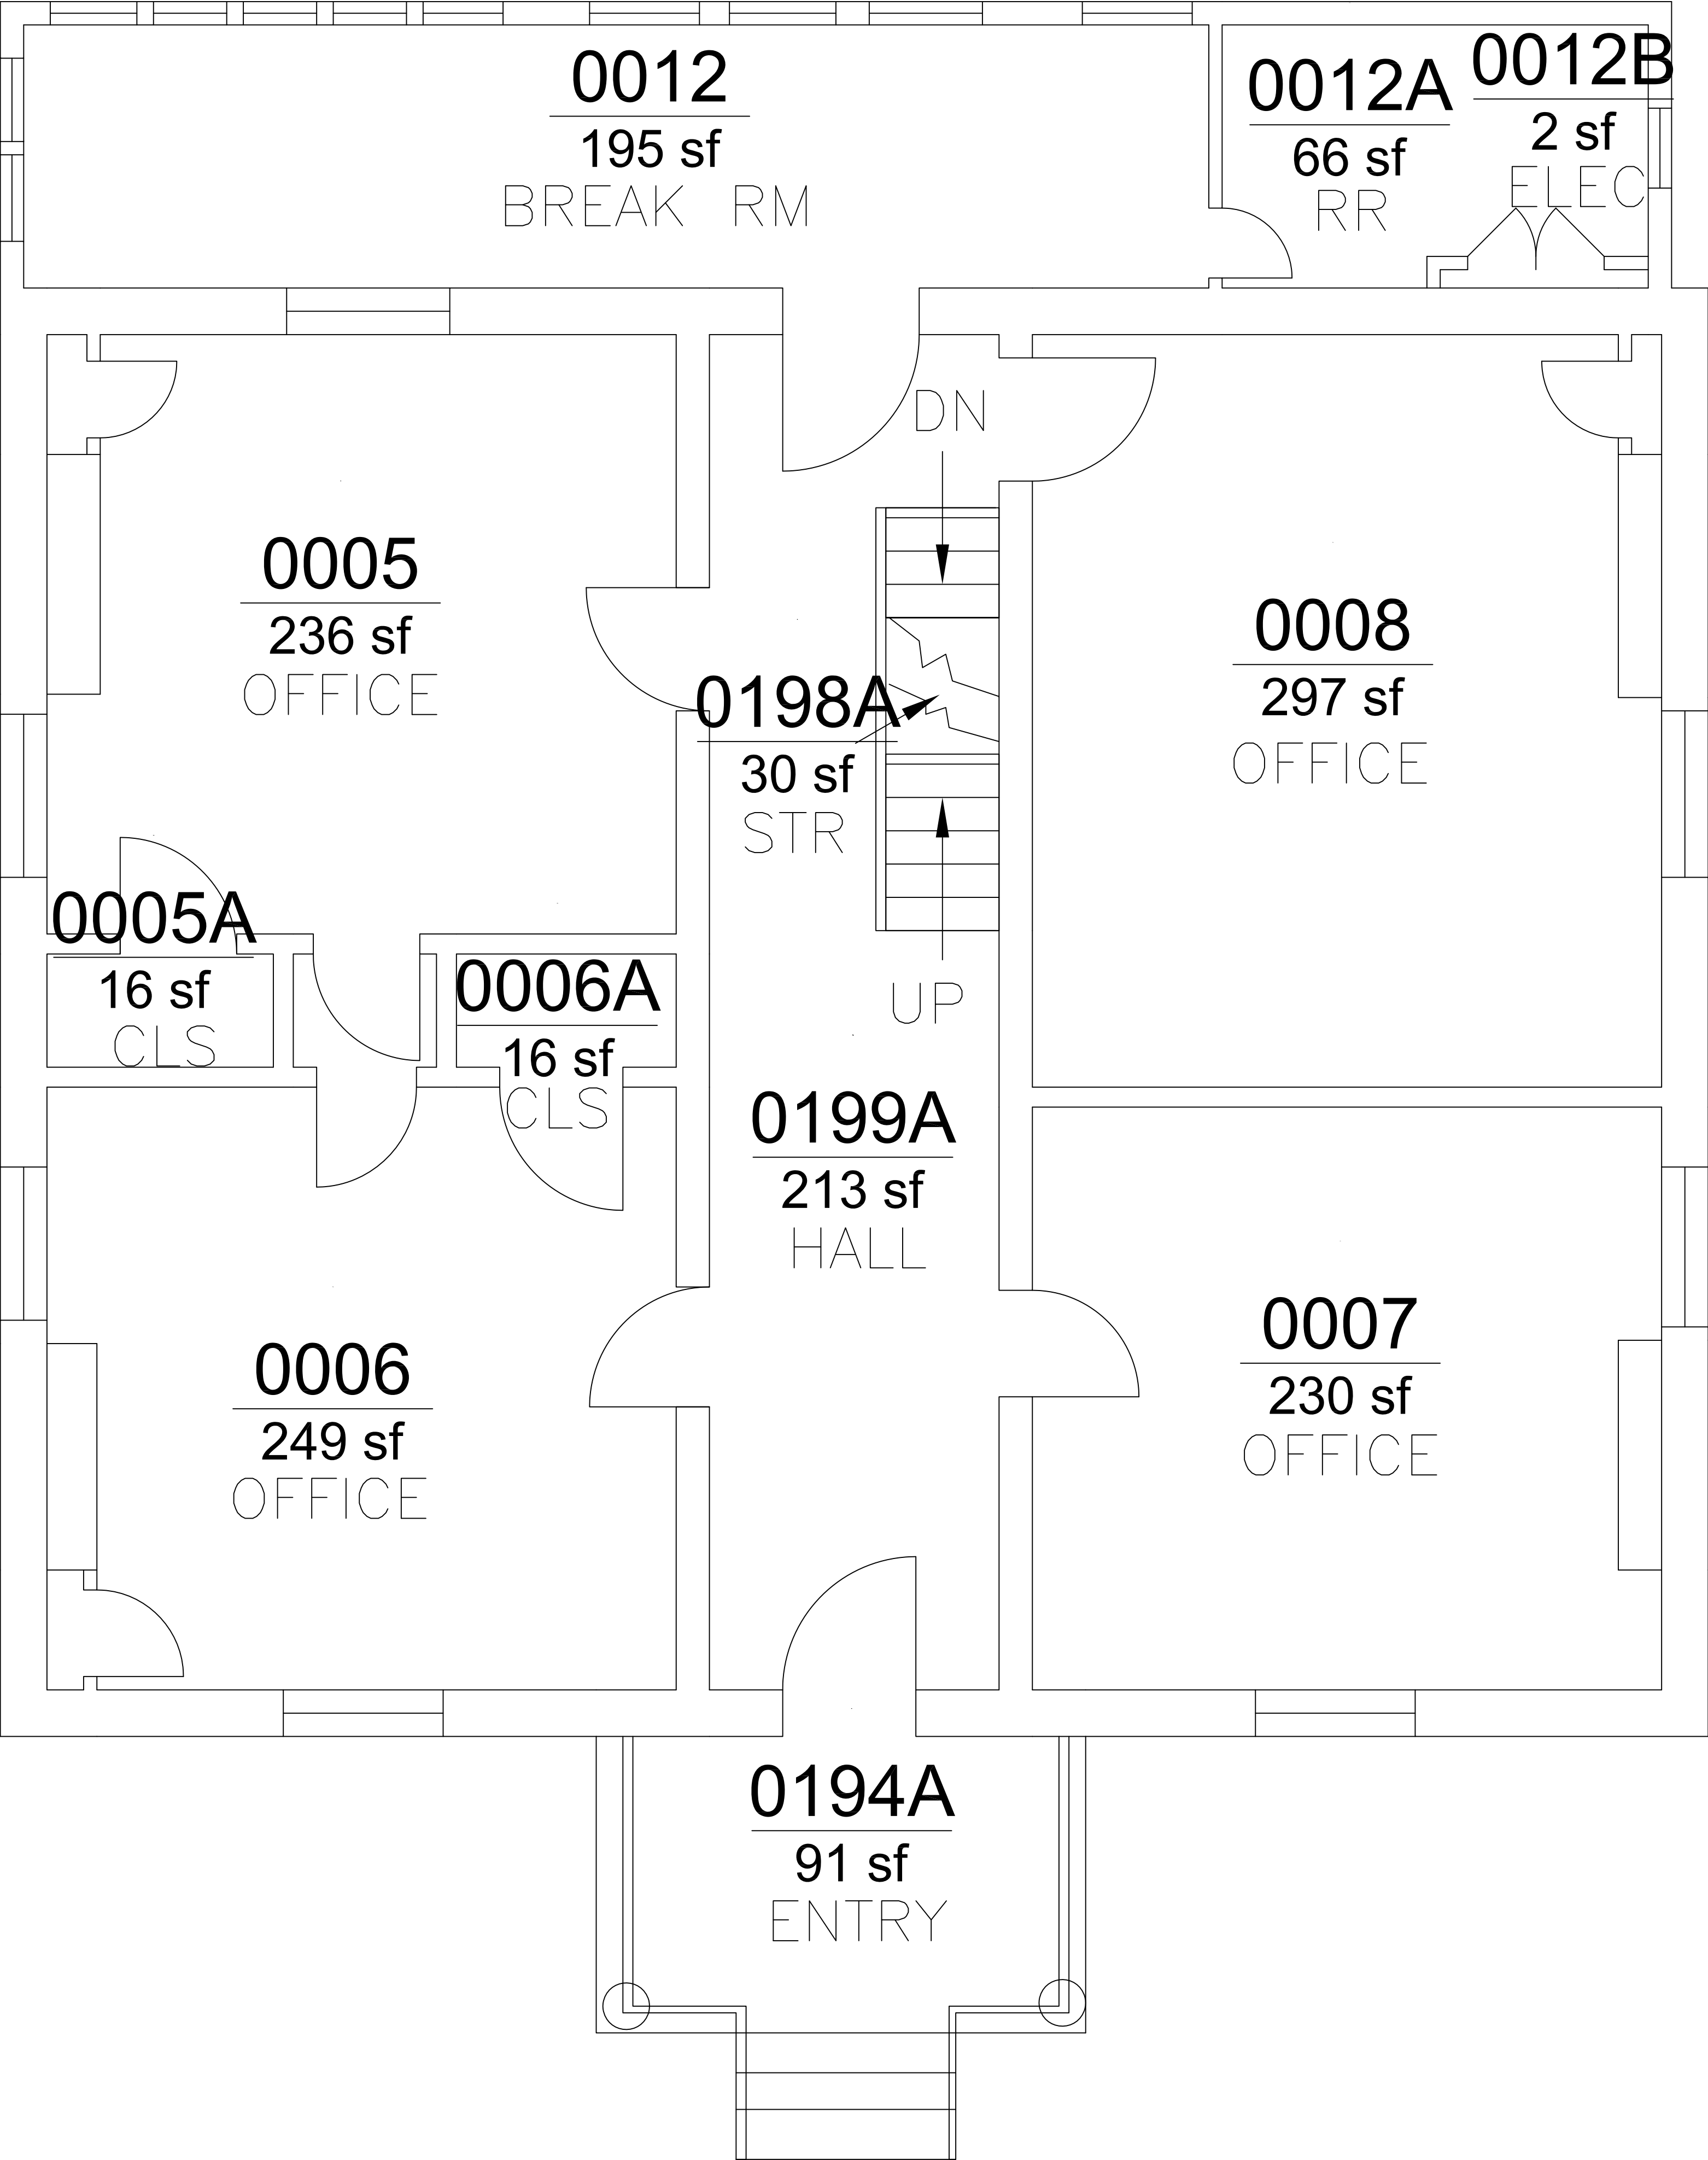 0012
195 sf
BREAK RM
0012A
66 sf
RR
0012B
2 sf
ELEC
DN
0005
236 sf
OFFICE
0008
297 sf
OFFICE
0198A
30 sf
STR
0005A
16 sf
CLS
0006A
16 sf
CLS
UP
0199A
213 sf
HALL
0006
249 sf
OFFICE
0007
230 sf
OFFICE
0194A
91 sf
ENTRY